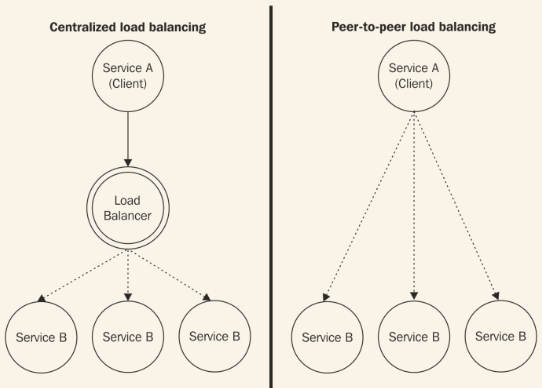 Centralized load balancing
Service A
(Client)
Load
Balancer
Service B
Service B
Service B
Peer-to-peer load balancing
Service A
(Client)
Service B
Service B
Service B